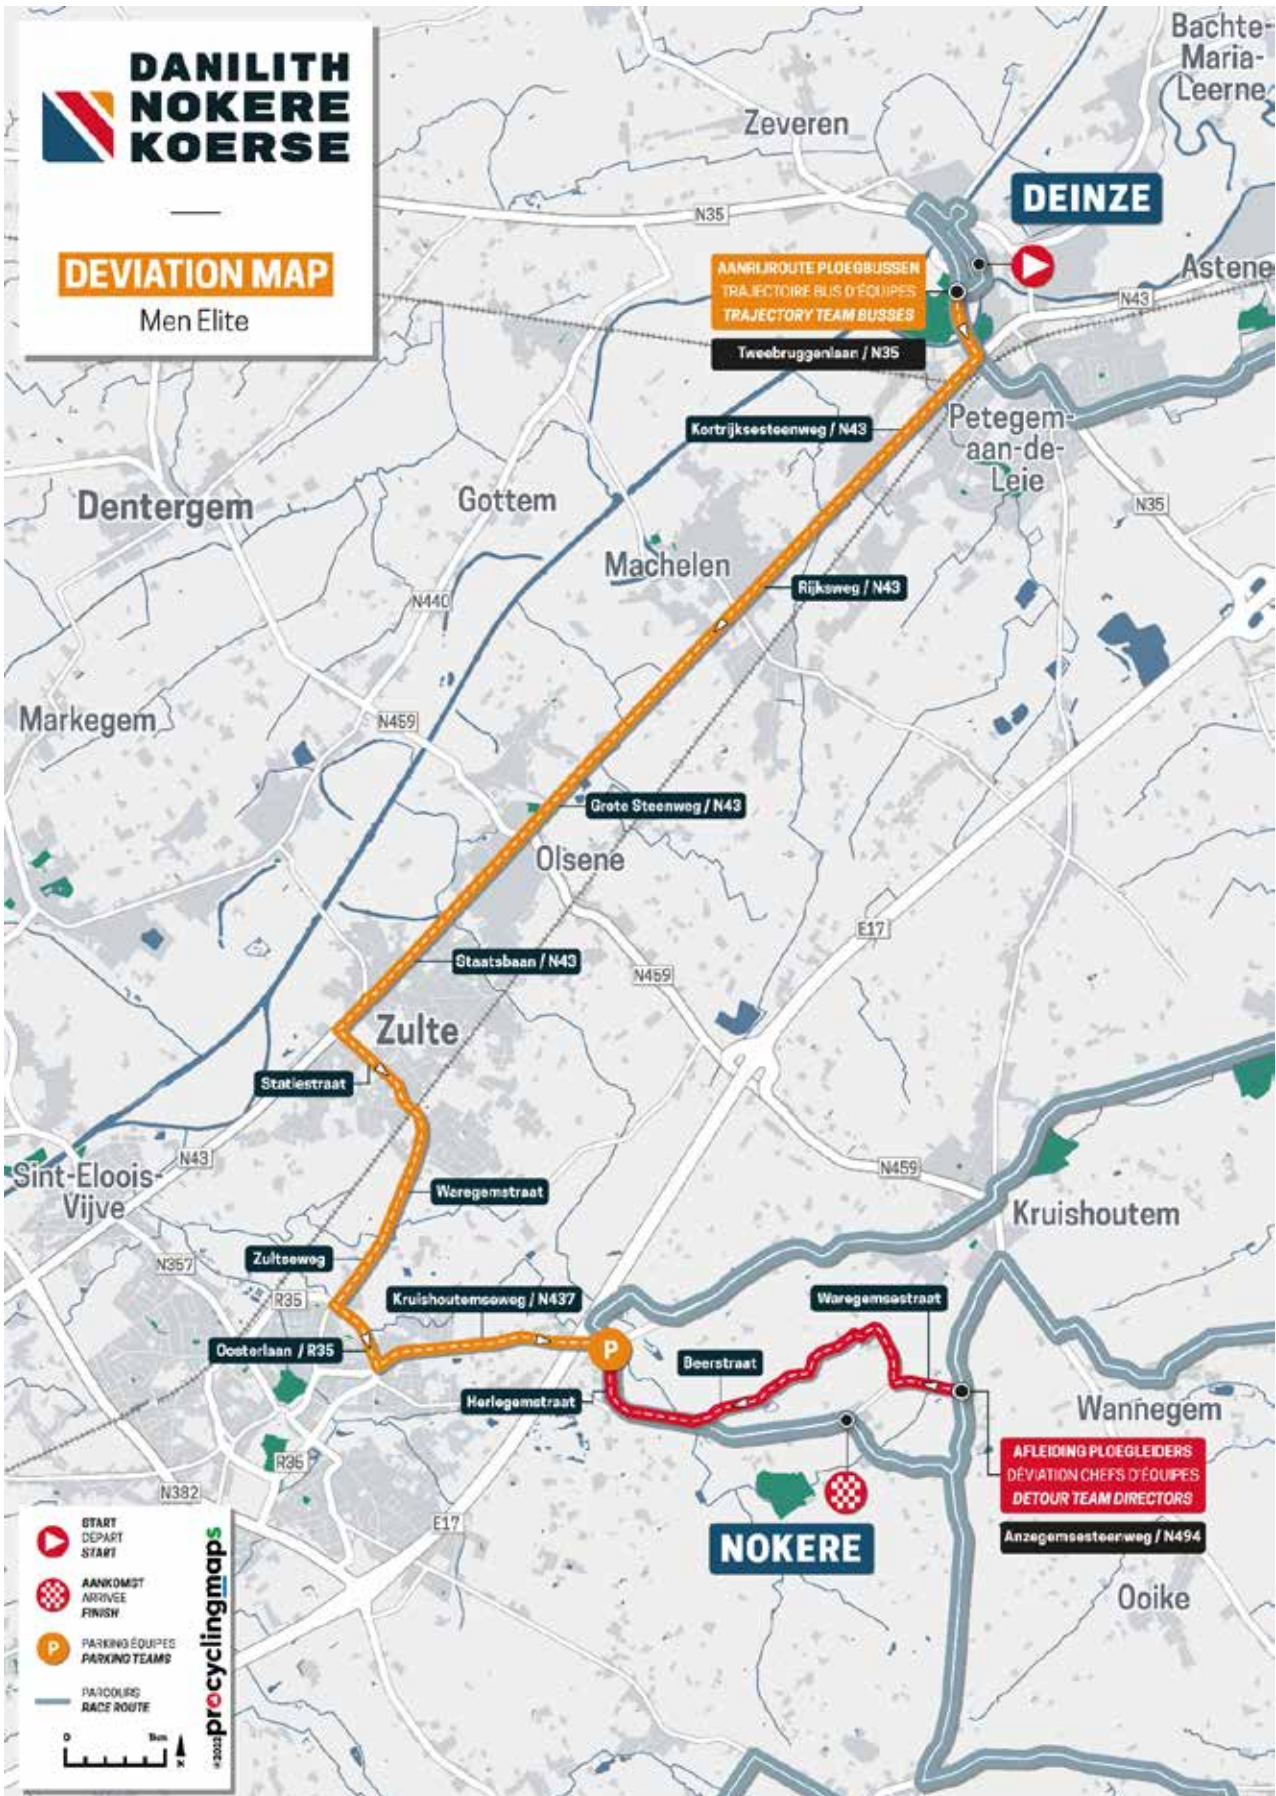 DANILITH
NOKERE
KOERSE
DEVIATION MAP
Men Elite
Bachte-
Maria-
Leerne
Zeveren
DEINZE
N35
AANRIJROUTE PLOEGBUSSEN
TRAJECTOIRE BUS D'ÉQUIPES
TRAJECTORY TEAM BUSSES
Astene
N43
Tweebruggenlaan / N35
Kortrijksesteenweg / N43
Petegem-
aan-de-
Leie
Dentergem
Gottem
N35
Machelen
Rijksweg / N43
N440
Markegem
N459
Grote Steenweg / N43
Olsene
E17
Staatsbaan / N43
N459
Zulte
Statiestraat
N43
Sint-Eloois-
Vijve
N459
Waregemstraat
Kruishoutem
Zultseweg
N357
R35
Kruishoutemseweg / N437
Waregemsestraat
Oosterlaan / R35
P
Beerstraat
Herlegemstraat
Wannegem
AFLEIDING PLOEGLEIDERS
DÉVIATION CHEFS D'ÉQUIPES
DETOUR TEAM DIRECTORS
R35
N382
E17
Anzegemsesteenweg / N494
NOKERE
Ooike
START
DEPART
START
AANKOMST
ARRIVEE
FINISH
P
PARKING ÉQUIPES
PARKING TEAMS
PARCOURS
RACE ROUTE
0 1km
N
©2022 procyclingmaps